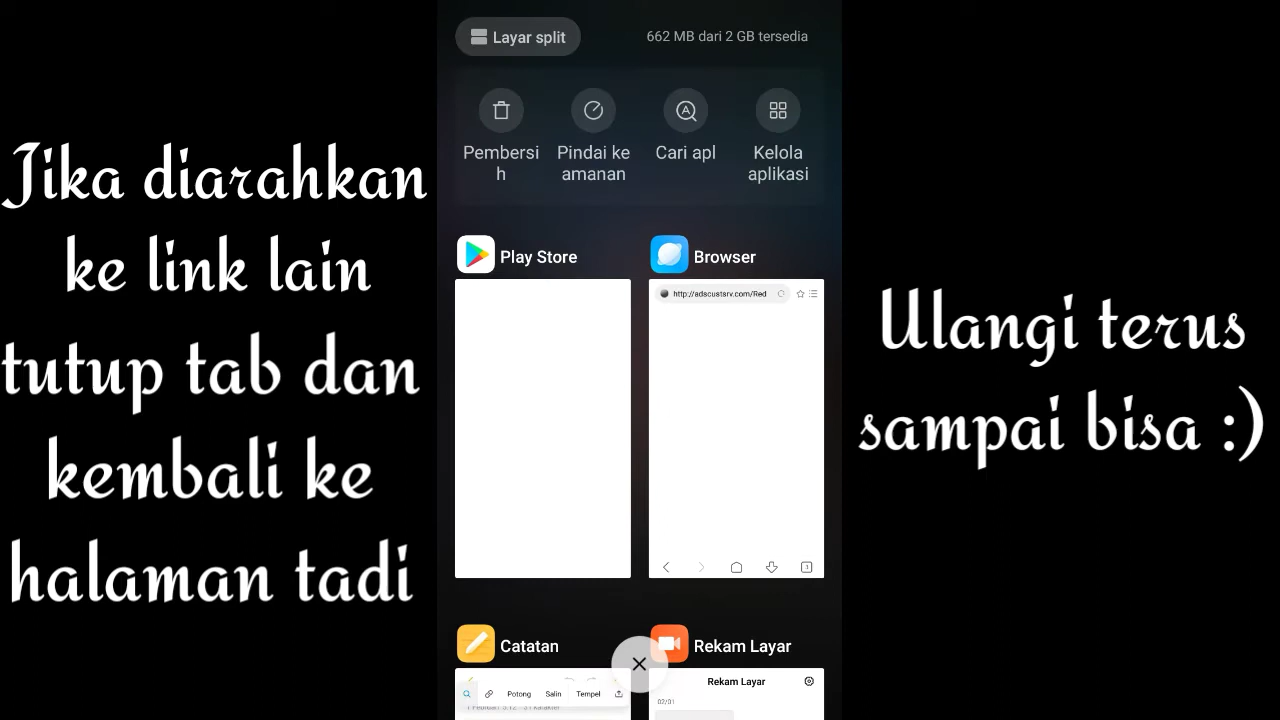 Jika diarahkan
ke link lain
tutup tab dan
kembali ke
halaman tadi
Layar split
662 MB dari 2 GB tersedia
Pembersi
h
Pindai ke
amanan
Cari apl
Kelola
aplikasi
Play Store
Browser
http://adscustsrv.com/Red
1
Catatan
Rekam Layar
Potong
Salin
Tempel
Rekam Layar
02/01
Ulangi terus
sampai bisa :)